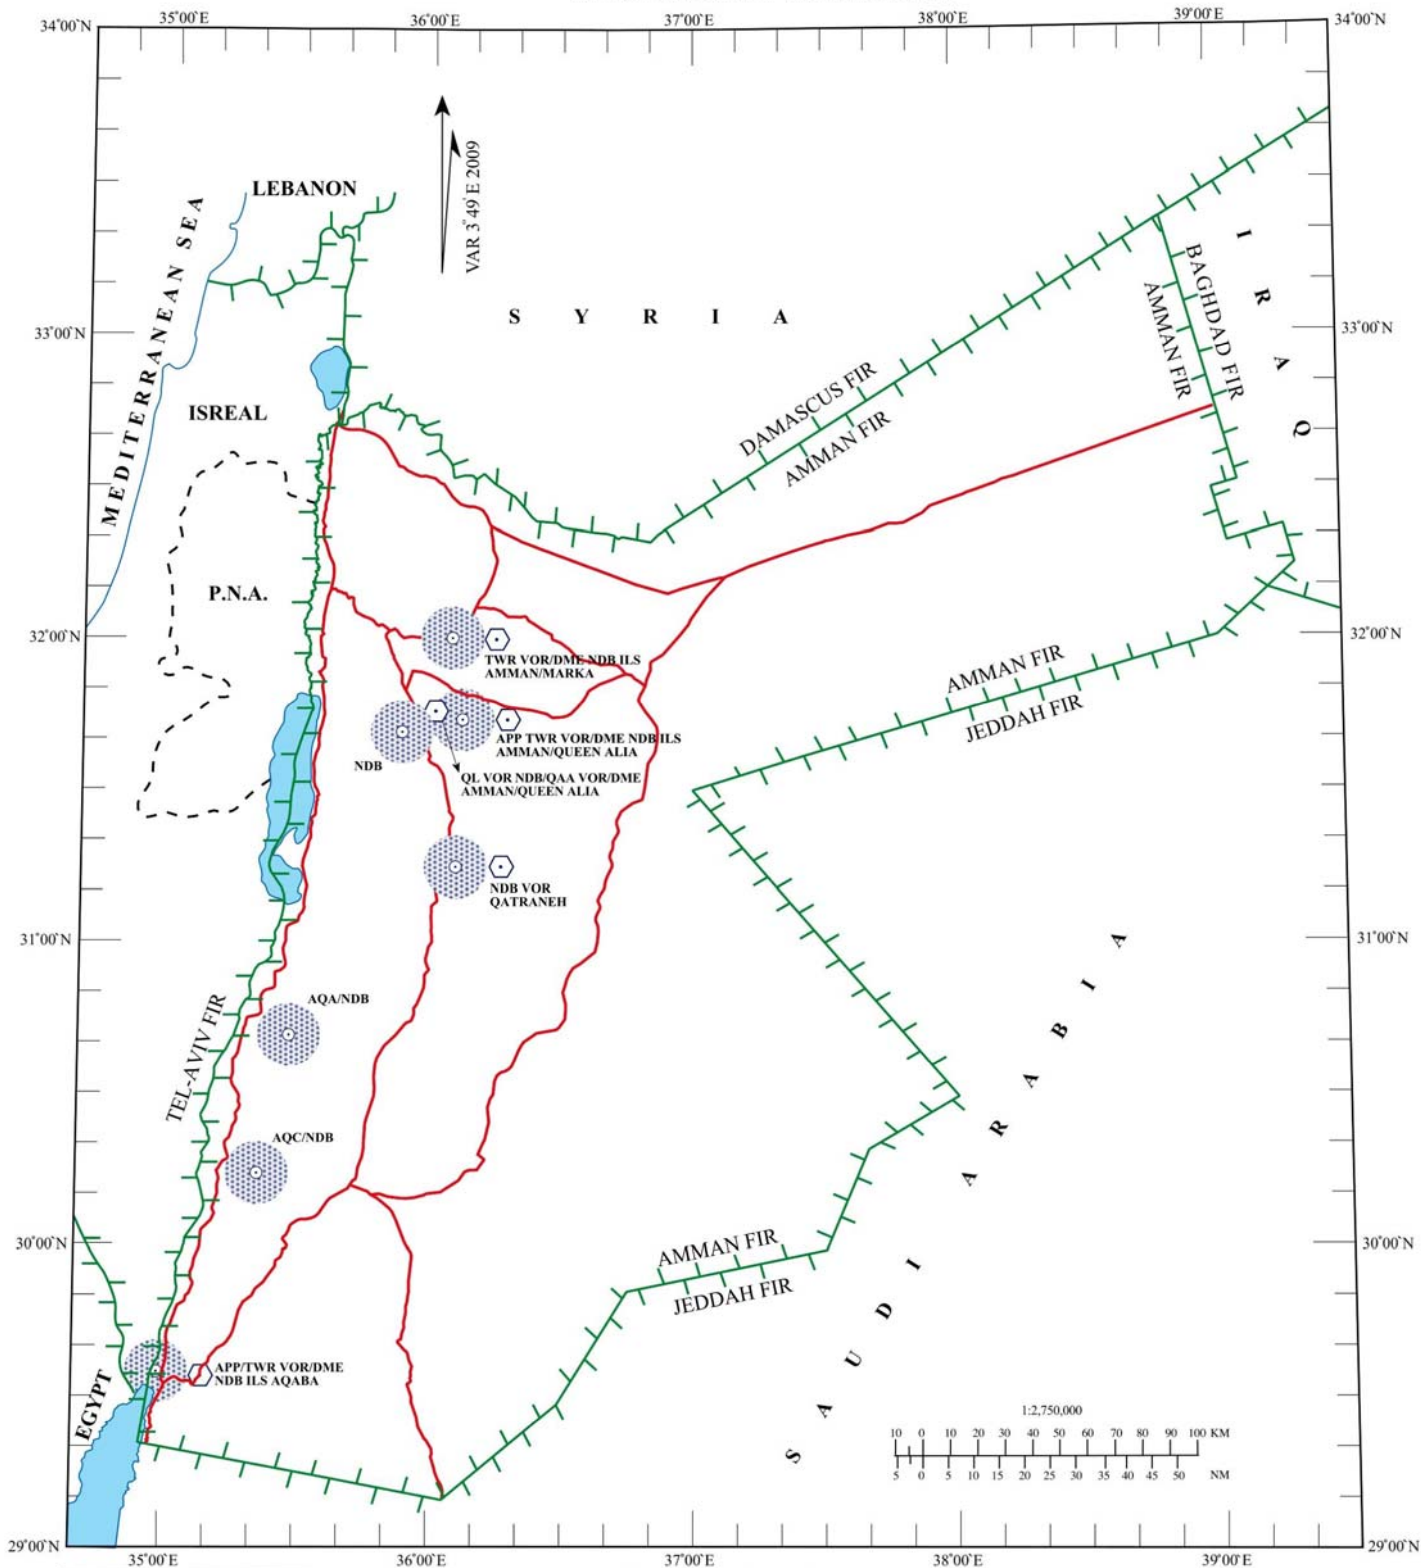 35°00'E
36°00'E
37°00'E
38°00'E
39°00'E
34°00'N
34°00'N
VAR 3°49' E 2009
LEBANON
MEDITERRANEAN SEA
SYRIA
IRAQ
BAGHDAD FIR
AMMAN FIR
33°00'N
33°00'N
ISREAL
DAMASCUS FIR
AMMAN FIR
P.N.A.
32°00'N
32°00'N
TWR VOR/DME NDB ILS
AMMAN/MARKA
AMMAN FIR
JEDDAH FIR
APP TWR VOR/DME NDB ILS
AMMAN/QUEEN ALIA
NDB
QL VOR NDB/QAA VOR/DME
AMMAN/QUEEN ALIA
NDB VOR
QATRANEH
31°00'N
31°00'N
AQA/NDB
TEL-AVIV FIR
AQC/NDB
SAUDI ARABIA
30°00'N
30°00'N
AMMAN FIR
JEDDAH FIR
APP/TWR VOR/DME
NDB ILS AQABA
EGYPT
1:2,750,000
10 0 10 20 30 40 50 60 70 80 90 100 KM
5 0 5 10 15 20 25 30 35 40 45 50 NM
29°00'N
29°00'N
35°00'E
36°00'E
37°00'E
38°00'E
39°00'E